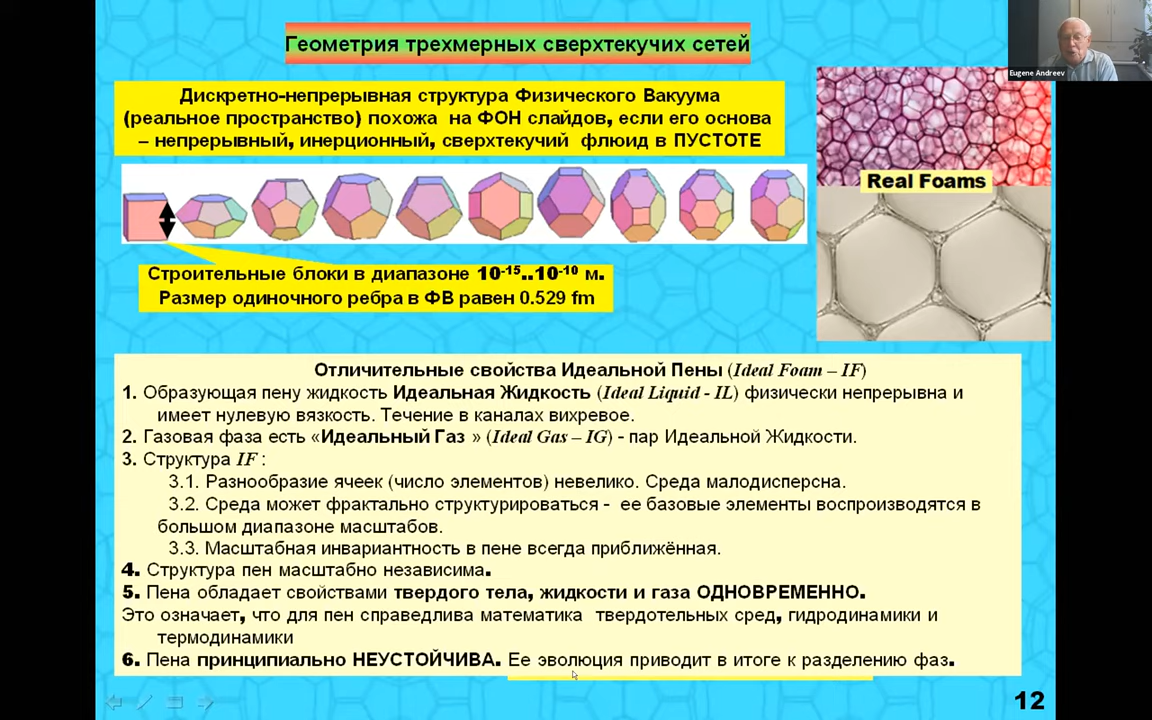 Геометрия трехмерных сверхтекучих сетей
Eugene Andreev
Дискретно-непрерывная структура Физического Вакуума
(реальное пространство) похожа на ФОН слайдов, если его основа
– непрерывный, инерционный, сверхтекучий флюид в ПУСТОТЕ
Real Foams
Строительные блоки в диапазоне 10⁻¹⁵..10⁻¹⁰ м.
Размер одиночного ребра в ФВ равен 0.529 fm
Отличительные свойства Идеальной Пены (Ideal Foam – IF)
1. Образующая пену жидкость Идеальная Жидкость (Ideal Liquid - IL) физически непрерывна и
имеет нулевую вязкость. Течение в каналах вихревое.
2. Газовая фаза есть «Идеальный Газ » (Ideal Gas – IG) - пар Идеальной Жидкости.
3. Структура IF :
3.1. Разнообразие ячеек (число элементов) невелико. Среда малодисперсна.
3.2. Среда может фрактально структурироваться - ее базовые элементы воспроизводятся в
большом диапазоне масштабов.
3.3. Масштабная инвариантность в пене всегда приближённая.
4. Структура пен масштабно независима.
5. Пена обладает свойствами твердого тела, жидкости и газа ОДНОВРЕМЕННО.
Это означает, что для пен справедлива математика твердотельных сред, гидродинамики и
термодинамики
6. Пена принципиально НЕУСТОЙЧИВА. Ее эволюция приводит в итоге к разделению фаз.
12